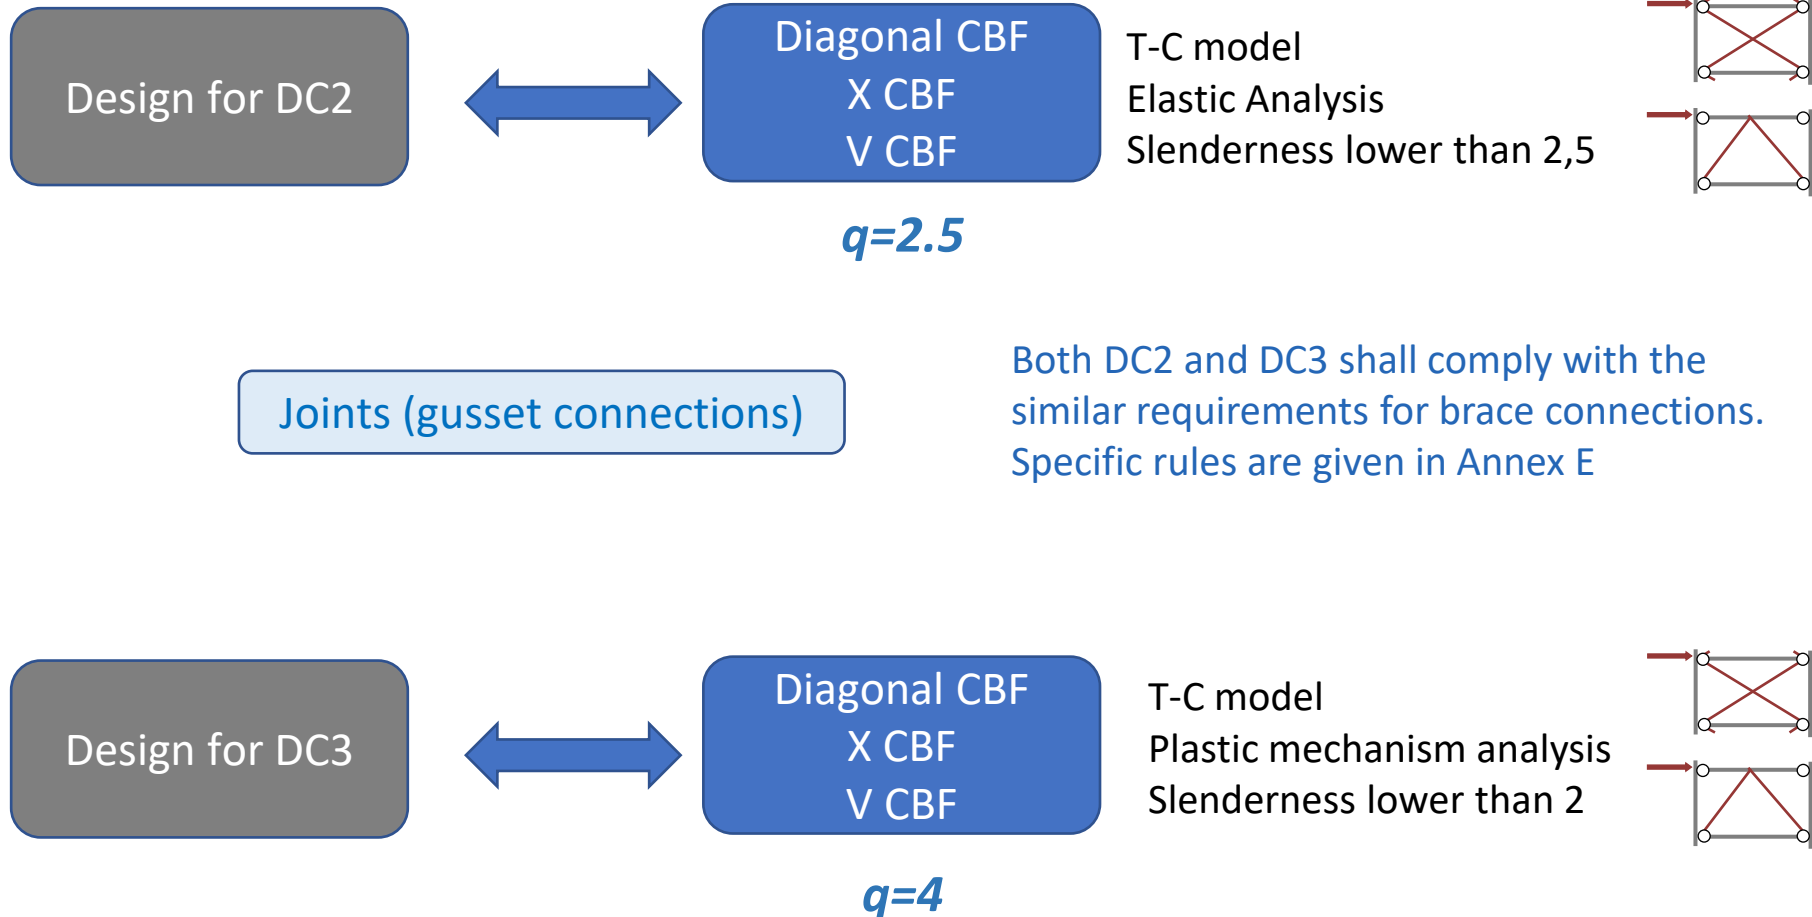 Design for DC2
Diagonal CBF
X CBF
V CBF
T-C model
Elastic Analysis
Slenderness lower than 2,5
q=2.5
Joints (gusset connections)
Both DC2 and DC3 shall comply with the
similar requirements for brace connections.
Specific rules are given in Annex E
Design for DC3
Diagonal CBF
X CBF
V CBF
T-C model
Plastic mechanism analysis
Slenderness lower than 2
q=4